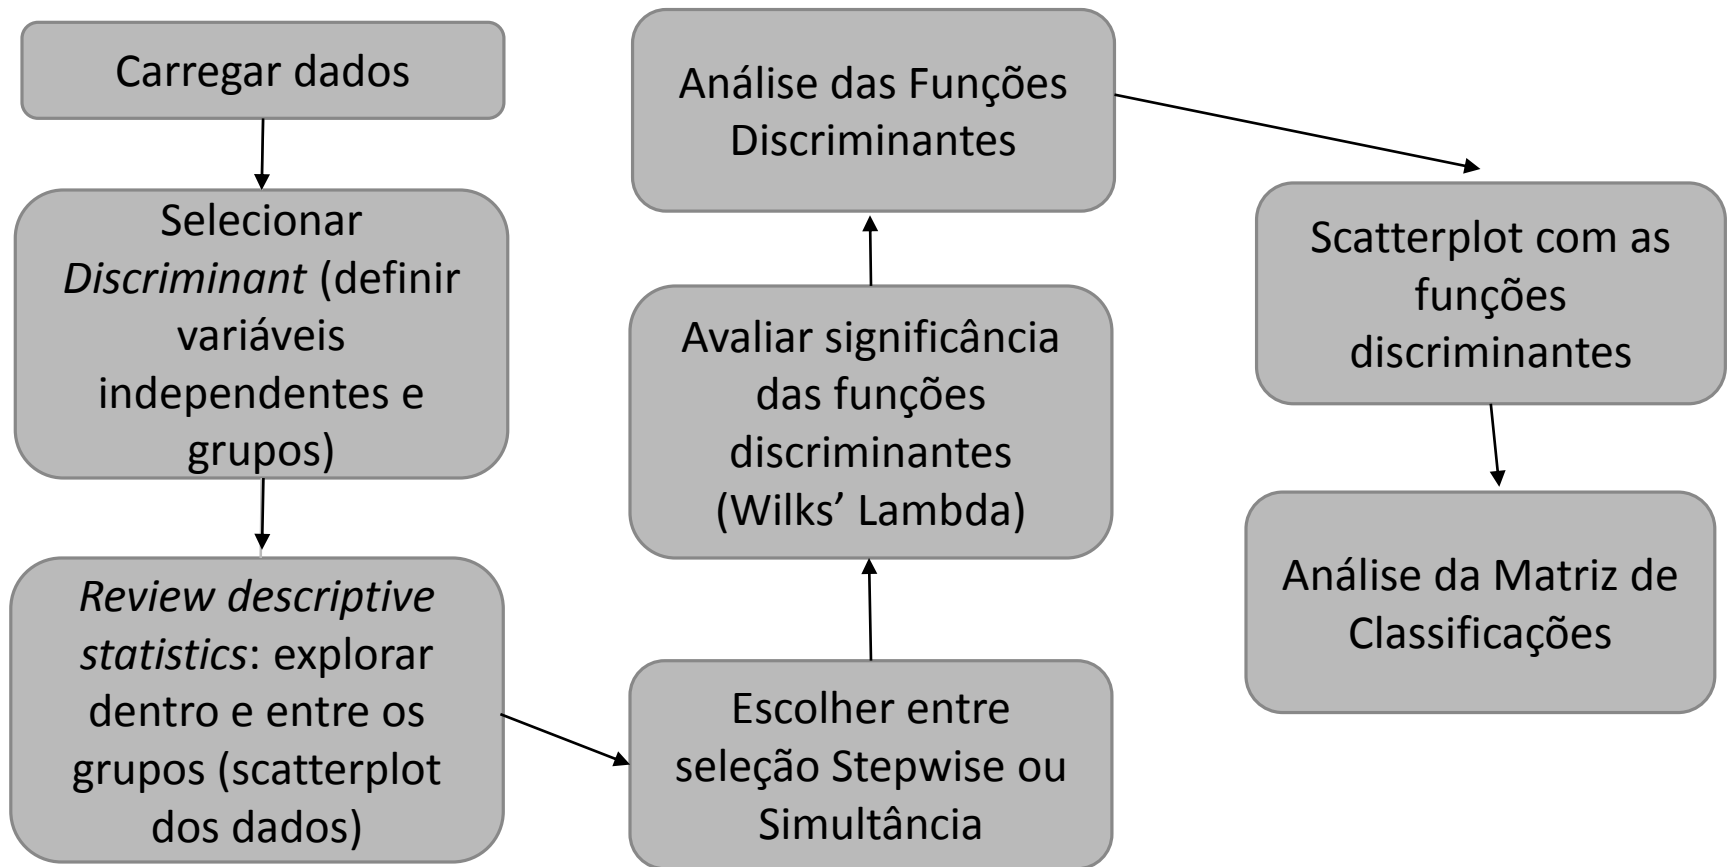 Carregar dados
Selecionar
Discriminant (definir
variáveis
independentes e
grupos)
Review descriptive
statistics: explorar
dentro e entre os
grupos (scatterplot
dos dados)
Escolher entre
seleção Stepwise ou
Simultância
Avaliar significância
das funções
discriminantes
(Wilks’ Lambda)
Análise das Funções
Discriminantes
Scatterplot com as
funções
discriminantes
Análise da Matriz de
Classificações